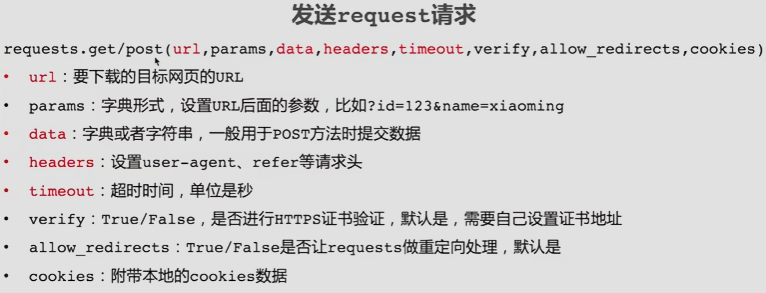 发送request请求
requests.get/post(url,params,data,headers,timeout,verify,allow_redirects,cookies)
• url：要下载的目标网页的URL
• params：字典形式，设置URL后面的参数，比如?id=123&name=xiaoming
• data：字典或者字符串，一般用于POST方法时提交数据
• headers：设置user-agent、refer等请求头
• timeout：超时时间，单位是秒
• verify：True/False，是否进行HTTPS证书验证，默认是，需要自己设置证书地址
• allow_redirects：True/False是否让requests做重定向处理，默认是
• cookies：附带本地的cookies数据